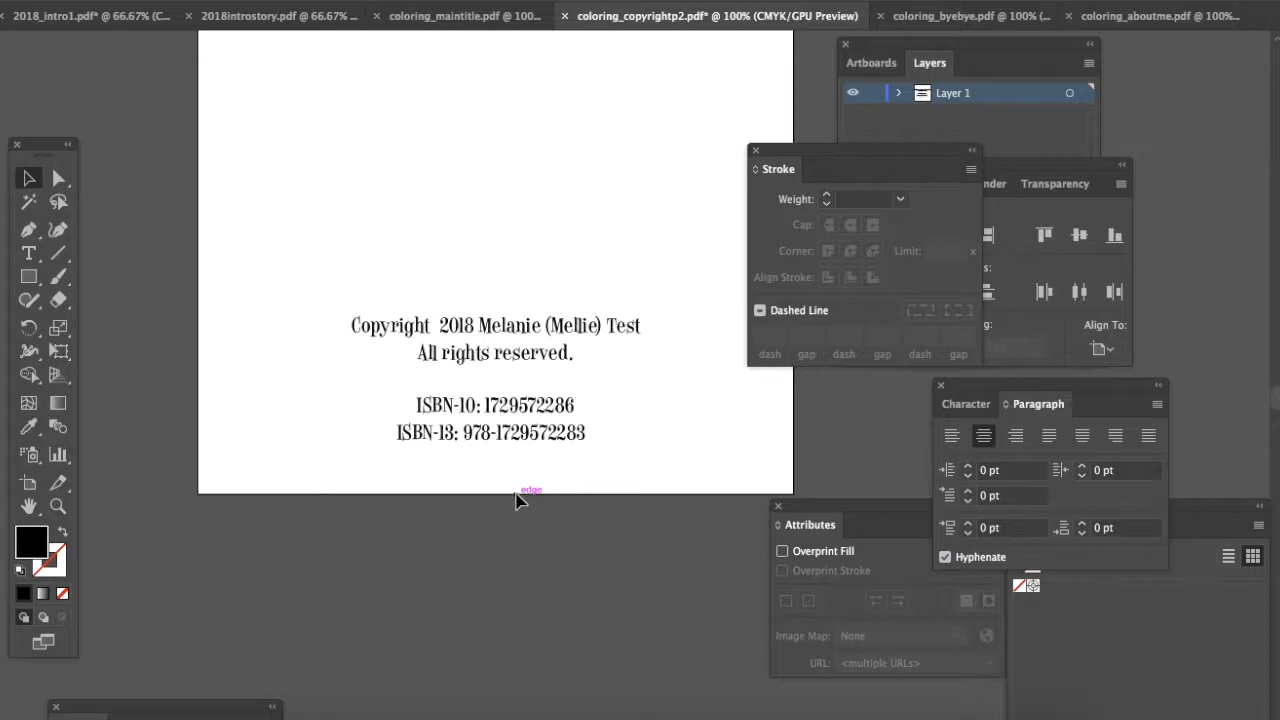 2018_intro1.pdf* @ 66.67% (C...
2018introstory.pdf @ 66.67% ...
coloring_maintitle.pdf @ 100...
coloring_copyrightp2.pdf* @ 100% (CMYK/GPU Preview)
coloring_byebye.pdf @ 100% (...
coloring_aboutme.pdf @ 100%...
Artboards
Layers
Layer 1
Stroke
Weight:
Cap:
Corner:
Limit:
x
Align Stroke:
Dashed Line
dash
gap
dash
gap
dash
gap
nder
Transparency
s:
g:
Align To:
Copyright 2018 Melanie (Mellie) Test
All rights reserved.
ISBN-10: 1729572286
ISBN-13: 978-1729572283
edge
Character
Paragraph
0 pt
0 pt
0 pt
0 pt
0 pt
Hyphenate
Attributes
Overprint Fill
Overprint Stroke
Image Map:
None
URL:
<multiple URLs>